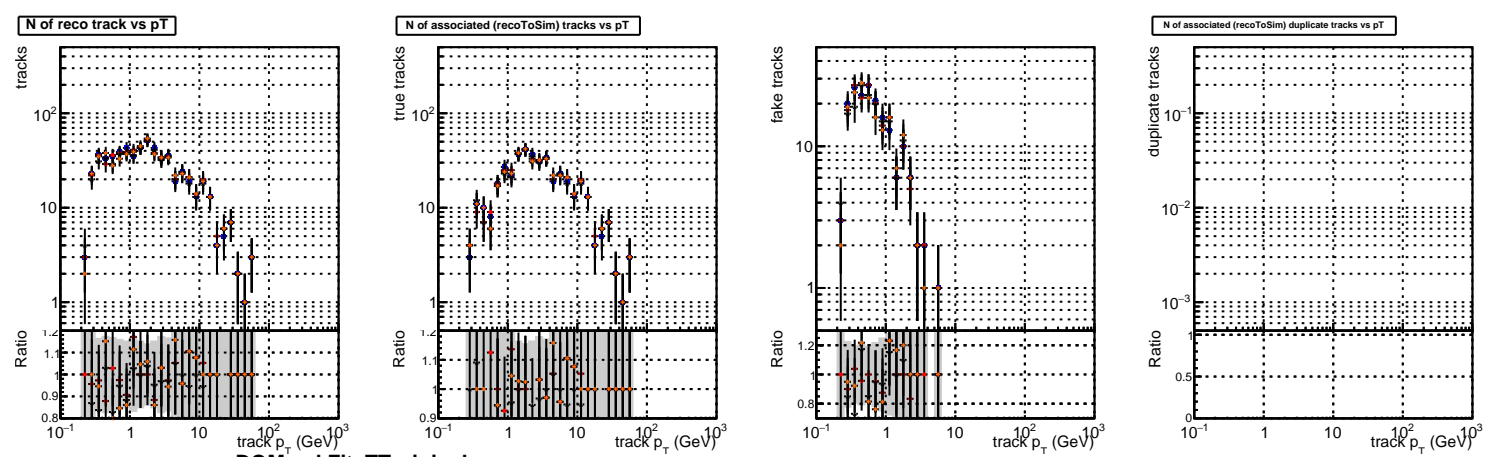 N of reco track vs pT
N of associated (recoToSim) tracks vs pT
N of associated (recoToSim) duplicate tracks vs pT
tracks
10²
10
1
Ratio
1.2
1.1
1
0.9
0.8
10⁻¹ 1 10 10² 10³
track p_T (GeV)
true tracks
10²
10
1
Ratio
1.2
1.1
1
0.9
10⁻¹ 1 10 10² 10³
track p_T (GeV)
fake tracks
10
1
Ratio
1.2
1
0.8
10⁻¹ 1 10 10² 10³
track p_T (GeV)
duplicate tracks
10⁻¹
10⁻²
10⁻³
Ratio
1
0.5
0
10⁻¹ 1 10 10² 10³
track p_T (GeV)